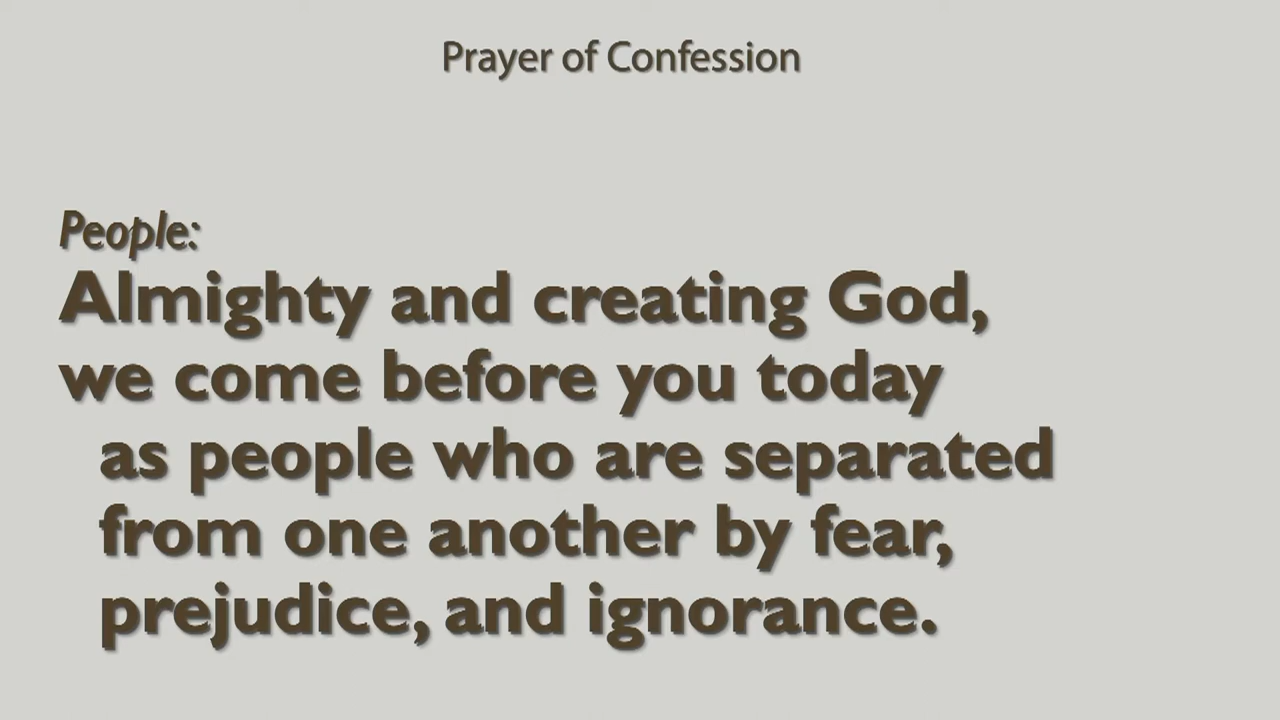 Prayer of Confession
People:
Almighty and creating God,
we come before you today
as people who are separated
from one another by fear,
prejudice, and ignorance.